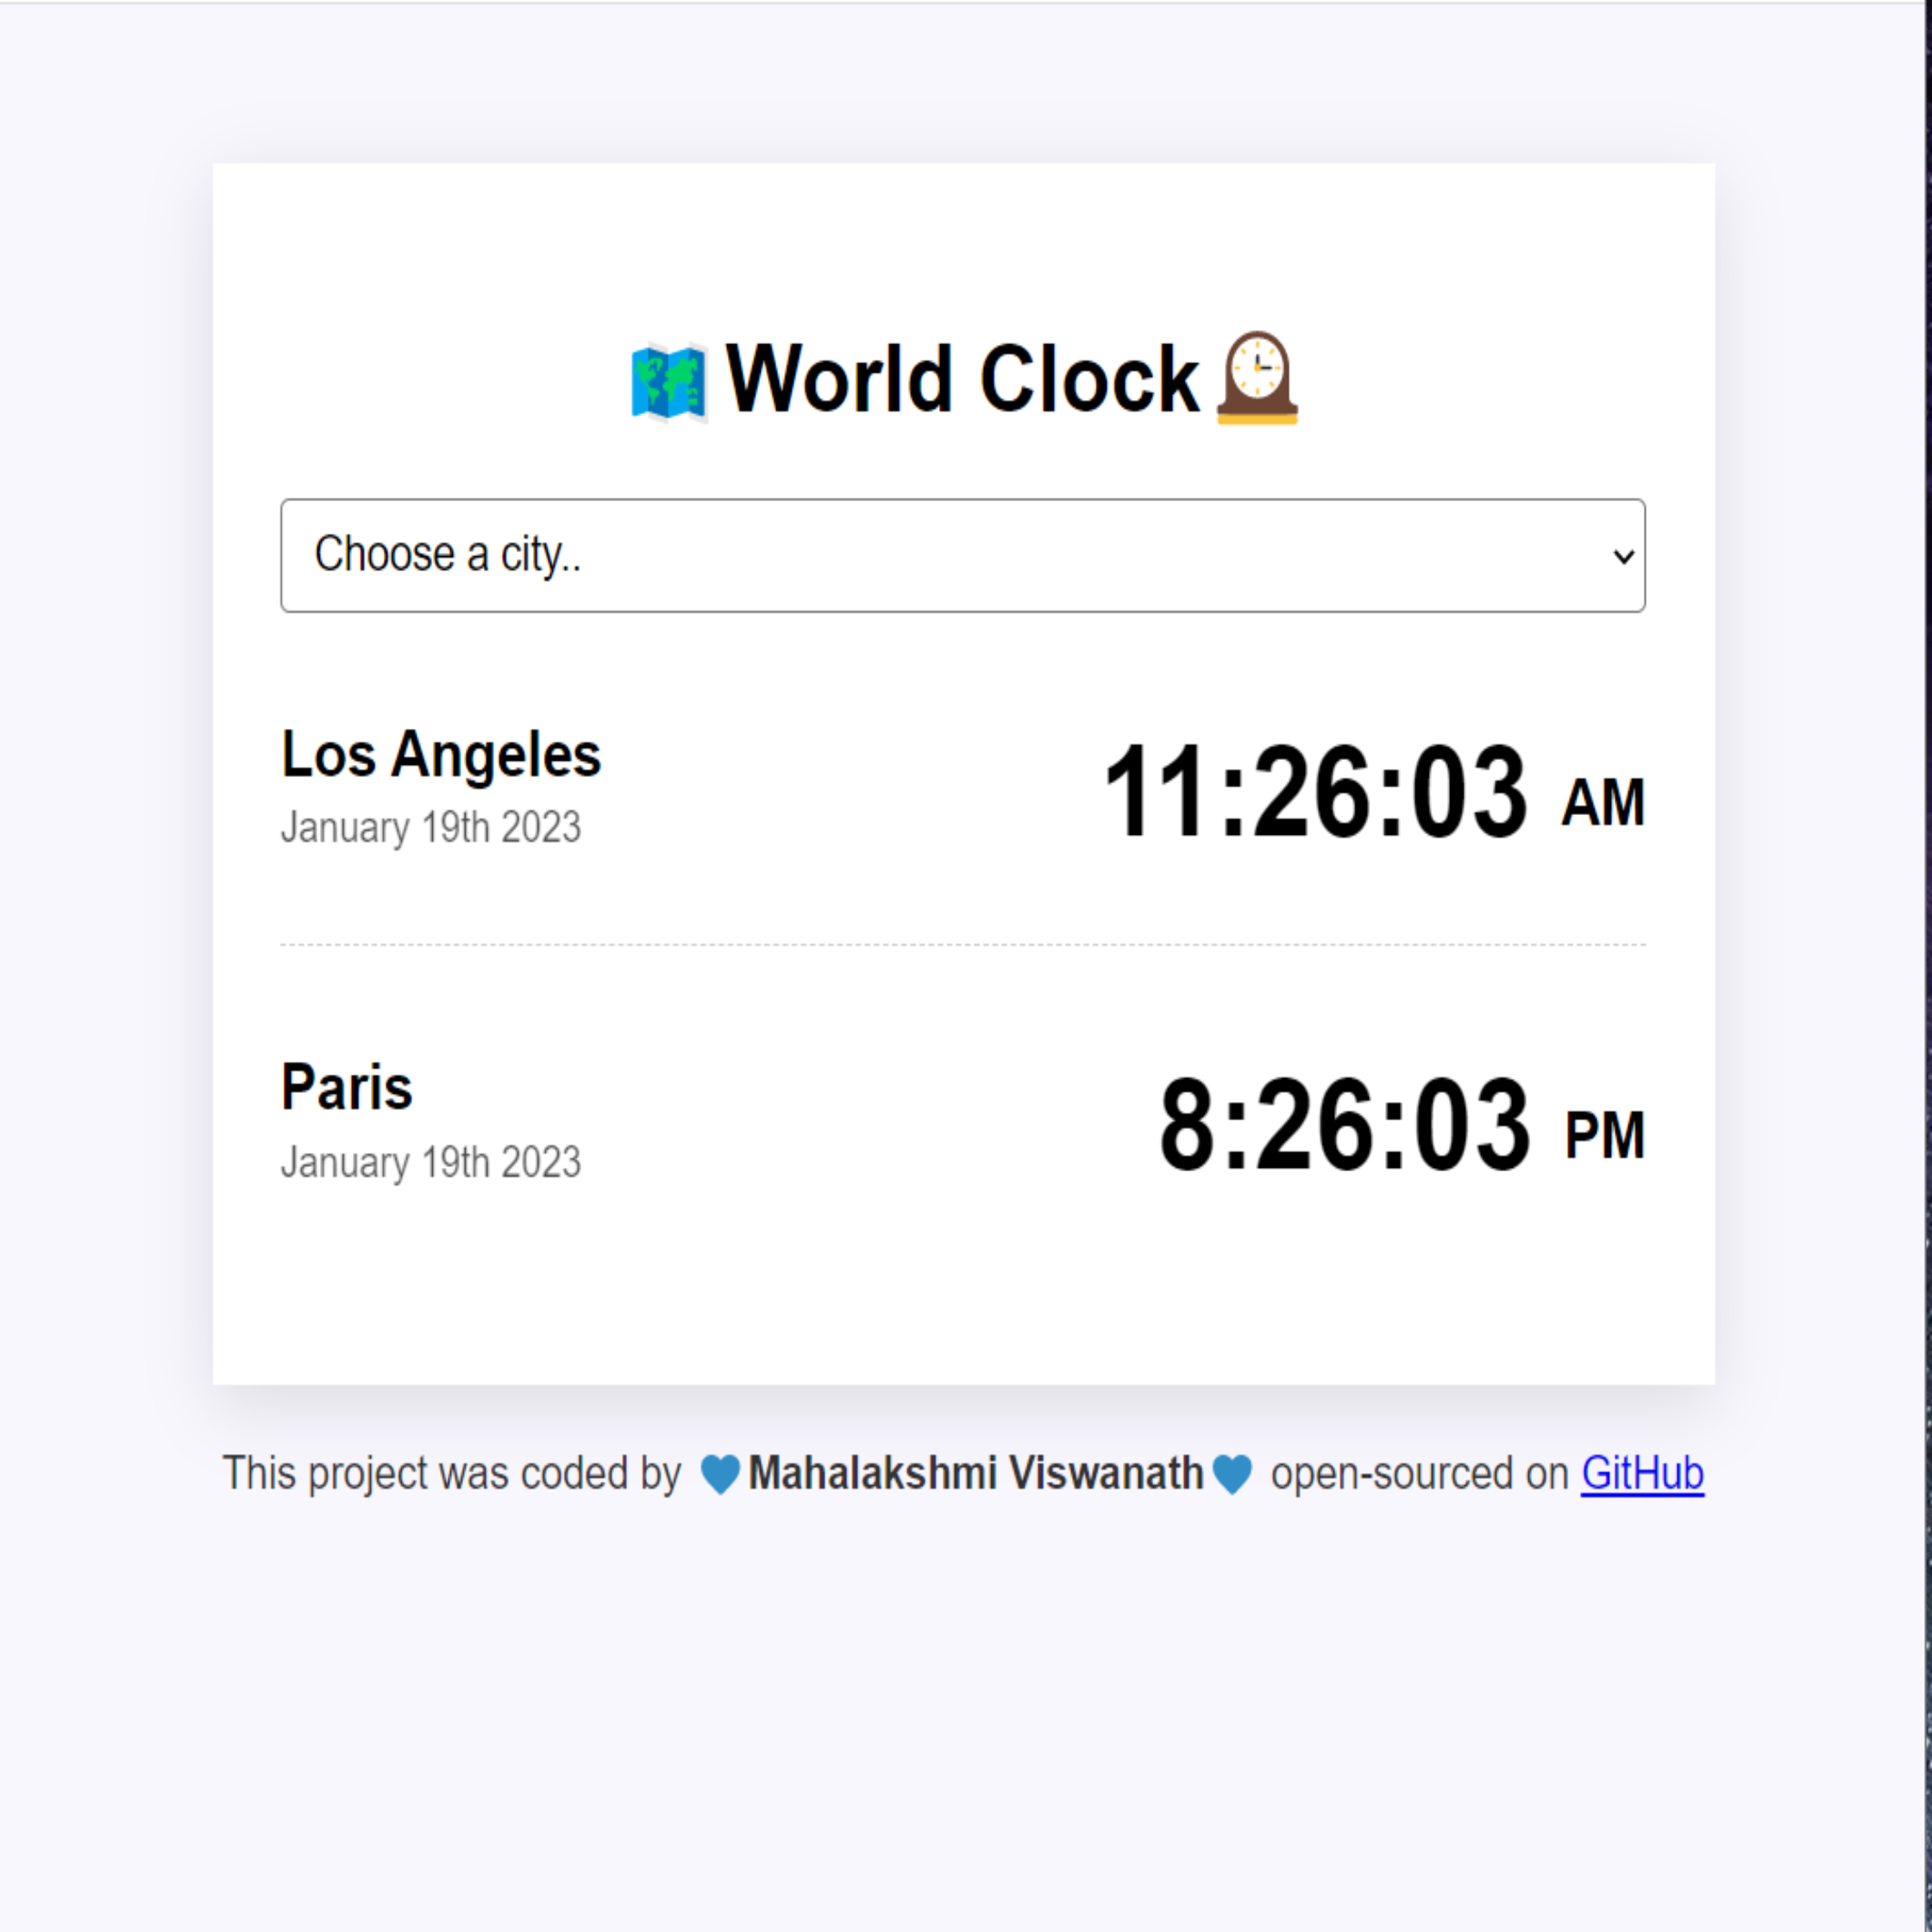 World Clock
Choose a city..
Los Angeles
January 19th 2023
11:26:03 AM
Paris
January 19th 2023
8:26:03 PM
This project was coded by 💙Mahalakshmi Viswanath💙 open-sourced on GitHub